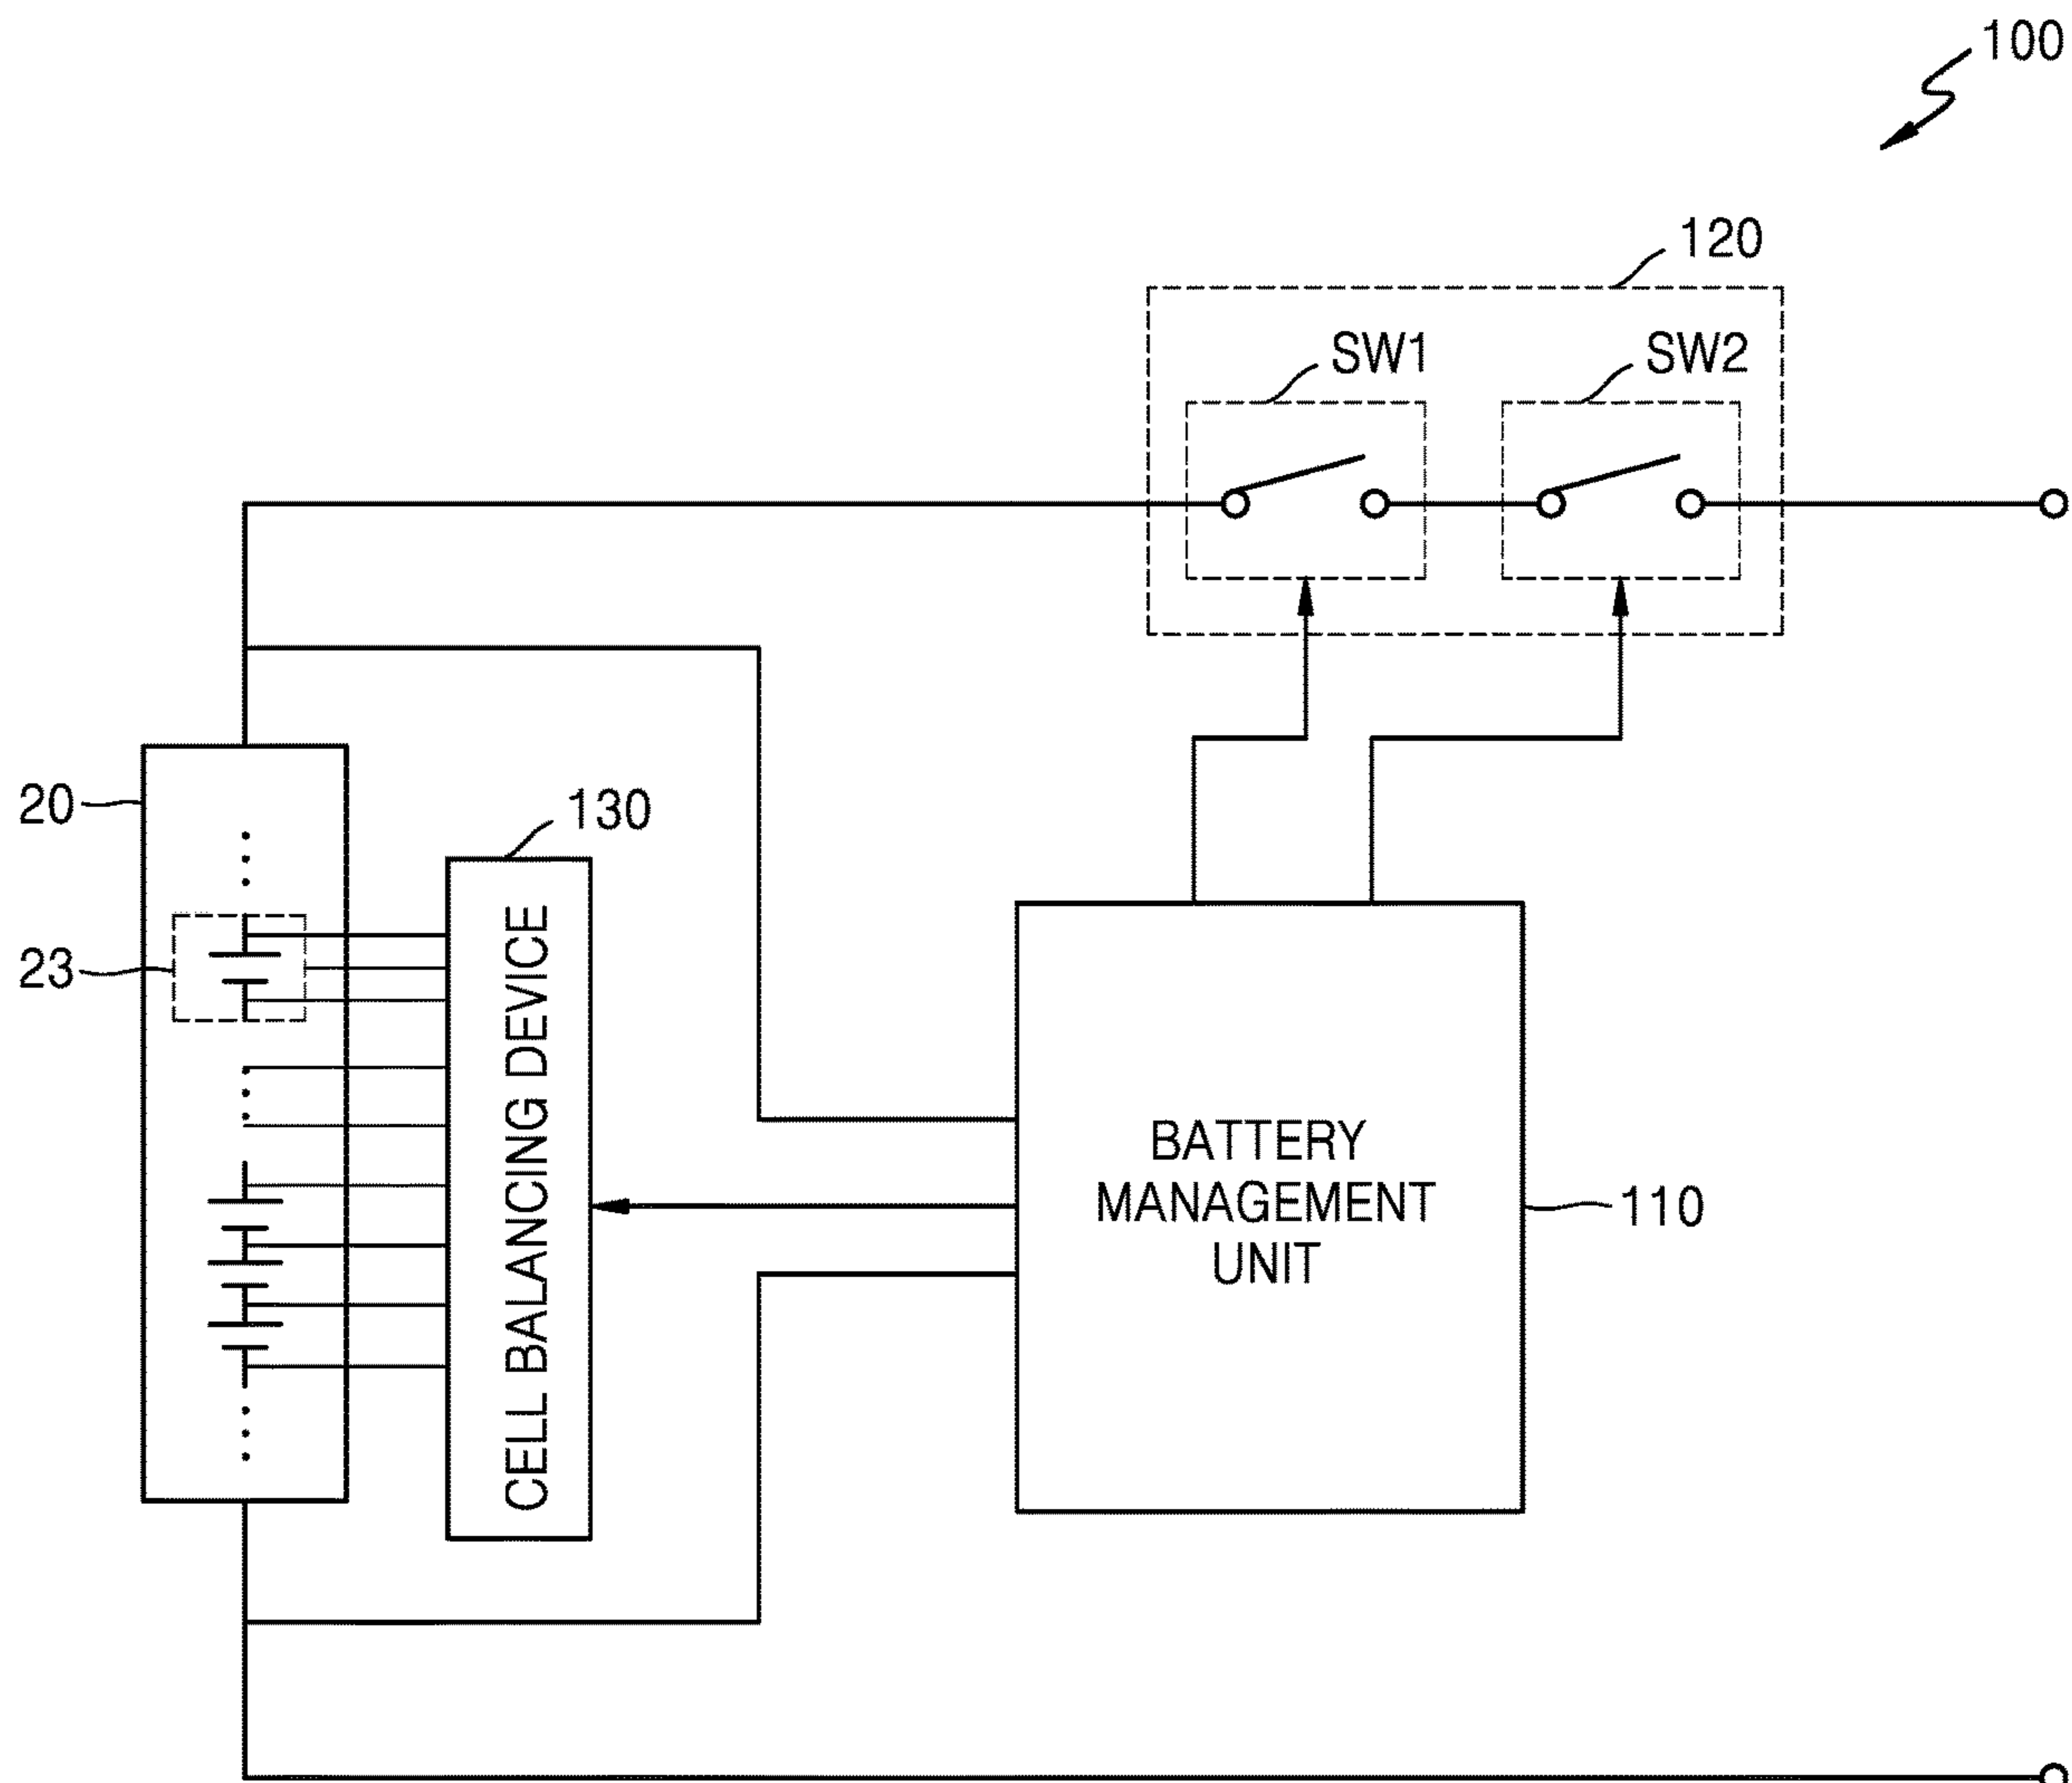 100
120
SW1
SW2
20
130
23
CELL BALANCING DEVICE
BATTERY
MANAGEMENT
UNIT
110